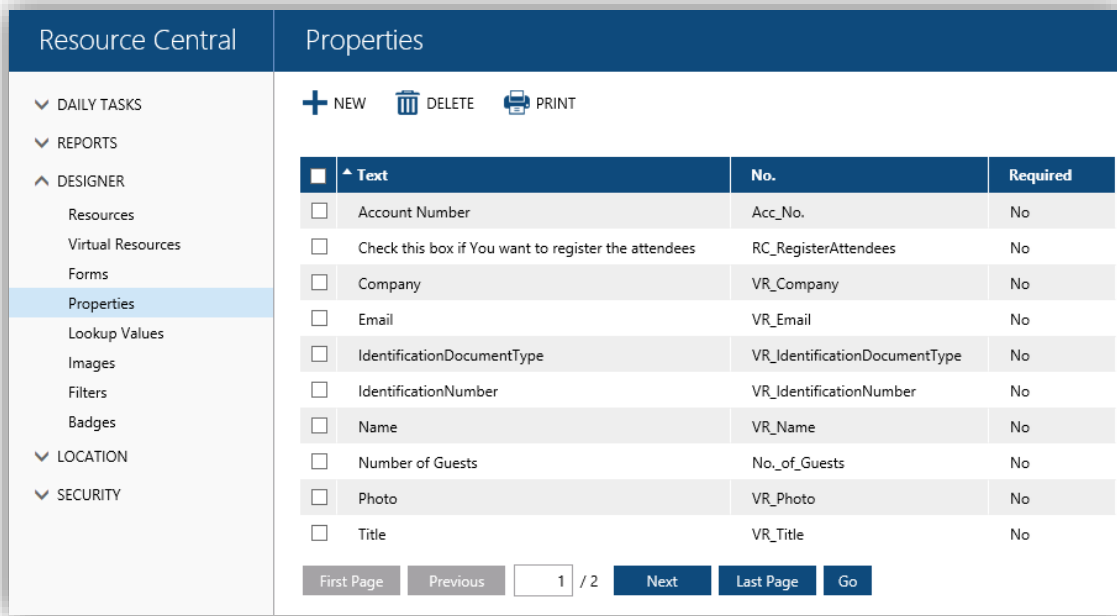 Resource Central
Properties
DAILY TASKS
REPORTS
DESIGNER
Resources
Virtual Resources
Forms
Properties
Lookup Values
Images
Filters
Badges
LOCATION
SECURITY
NEW DELETE PRINT
Text No. Required
Account Number Acc_No. No
Check this box if You want to register the attendees RC_RegisterAttendees No
Company VR_Company No
Email VR_Email No
IdentificationDocumentType VR_IdentificationDocumentType No
IdentificationNumber VR_IdentificationNumber No
Name VR_Name No
Number of Guests No._of_Guests No
Photo VR_Photo No
Title VR_Title No
First Page Previous 1 / 2 Next Last Page Go